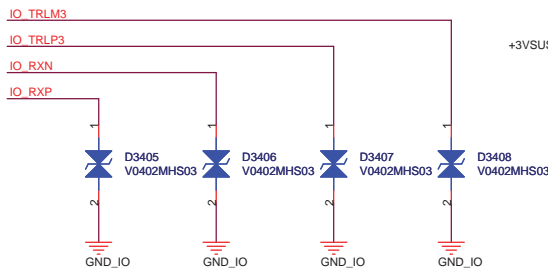 IO_TRLM3
IO_TRLP3
+3VSUS
IO_RXN
IO_RXP
1 1 1 1
D3405 D3406 D3407 D3408
V0402MHS03 V0402MHS03 V0402MHS03 V0402MHS03
2 2 2 2
GND_IO GND_IO GND_IO GND_IO